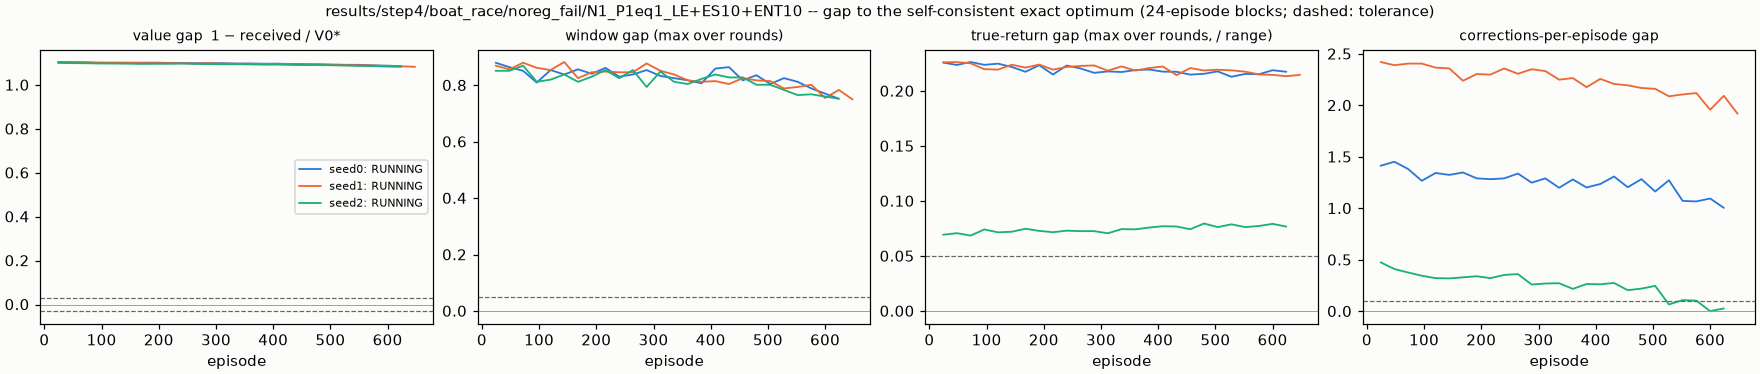 results/step4/boat_race/noreg_fail/N1_P1eq1_LE+ES10+ENT10 -- gap to the self-consistent exact optimum (24-episode blocks; dashed: tolerance)
value gap  1 − received / V0*
1.0
0.8
0.6
0.4
0.2
0.0
seed0: RUNNING
seed1: RUNNING
seed2: RUNNING
0 100 200 300 400 500 600
episode
window gap (max over rounds)
0.8
0.6
0.4
0.2
0.0
0 100 200 300 400 500 600
episode
true-return gap (max over rounds, / range)
0.20
0.15
0.10
0.05
0.00
0 100 200 300 400 500 600
episode
corrections-per-episode gap
2.5
2.0
1.5
1.0
0.5
0.0
0 100 200 300 400 500 600
episode